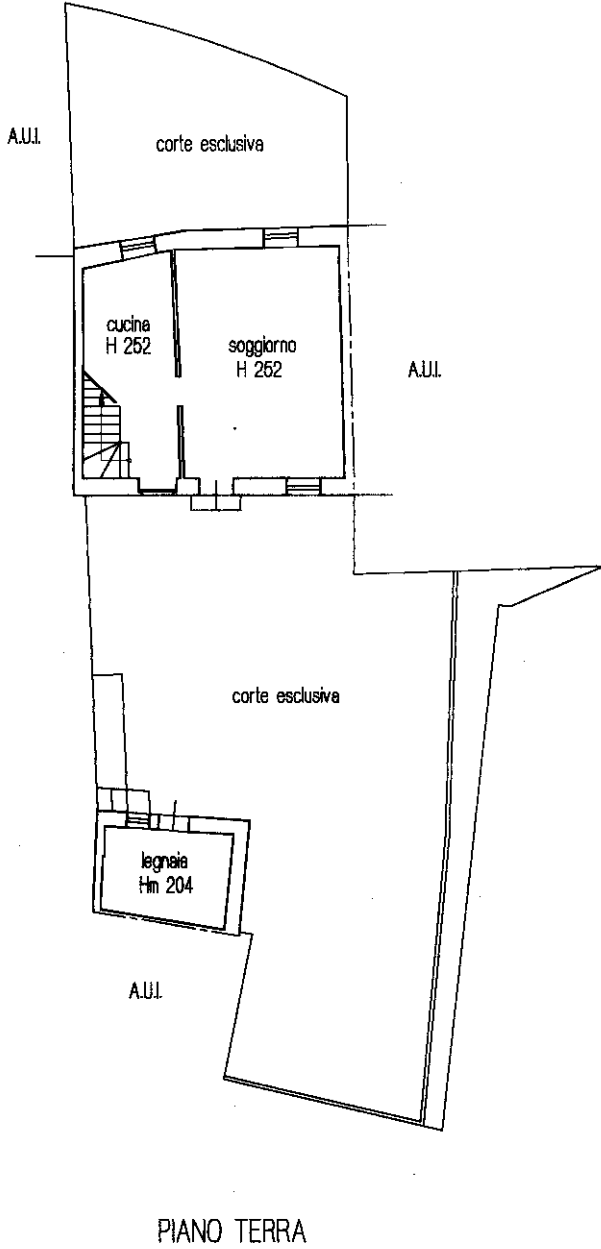 A.U.I.
corte esclusiva
cucina
H 252
soggiorno
H 252
A.U.I.
corte esclusiva
legnaia
Hm 204
A.U.I.
PIANO TERRA